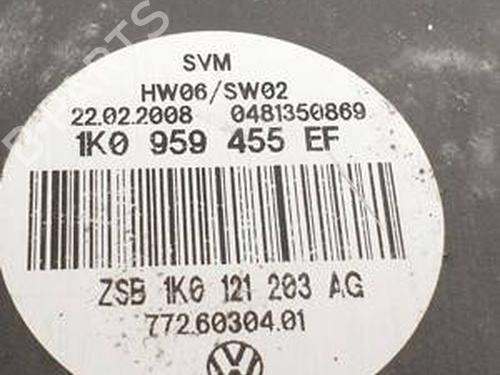 SVM
HW06/SW02
22.02.2008 0481350869
1K0 959 455 EF
ZSB 1K0 121 203 AG
772.60304.01